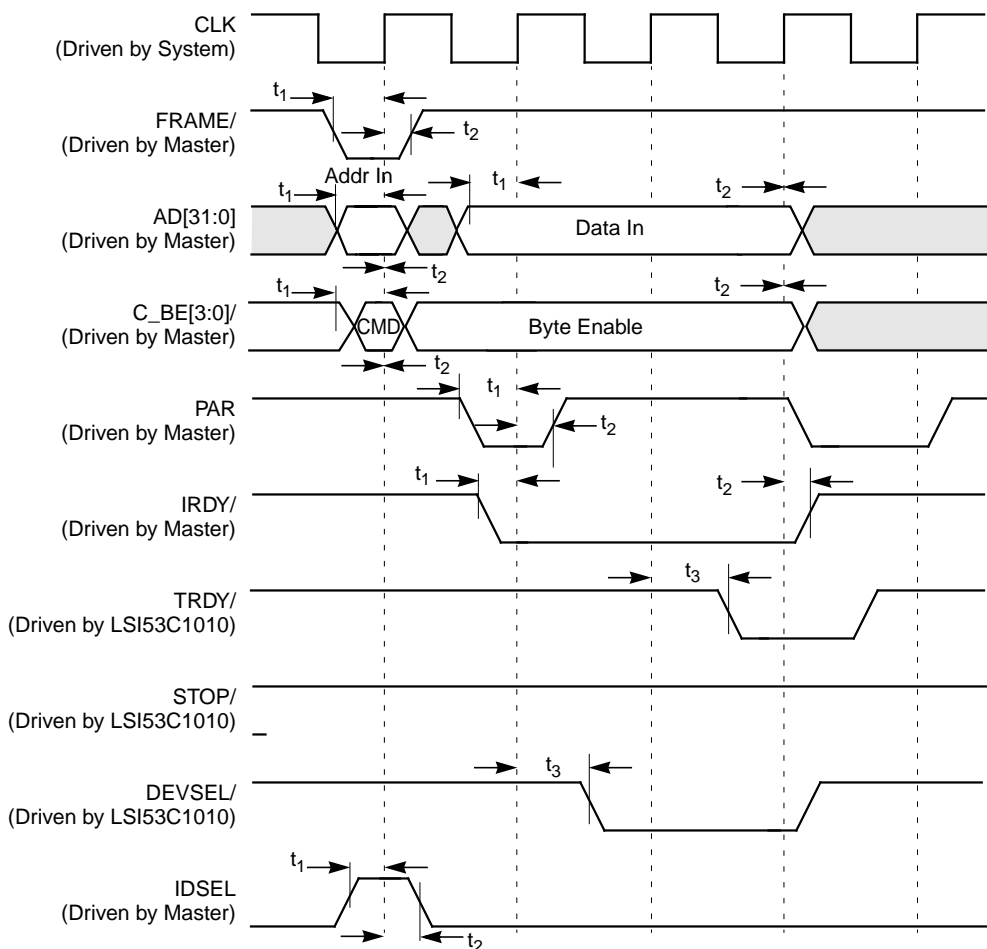 CLK
(Driven by System)
t1
FRAME/
(Driven by Master)
t2
Addr In
t1
t1
t2
AD[31:0]
(Driven by Master)
Data In
t2
t1
t2
C_BE[3:0]/
(Driven by Master)
CMD
Byte Enable
t2
t1
PAR
(Driven by Master)
t2
t1
t2
IRDY/
(Driven by Master)
t3
TRDY/
(Driven by LSI53C1010)
STOP/
(Driven by LSI53C1010)
t3
DEVSEL/
(Driven by LSI53C1010)
t1
IDSEL
(Driven by Master)
t2